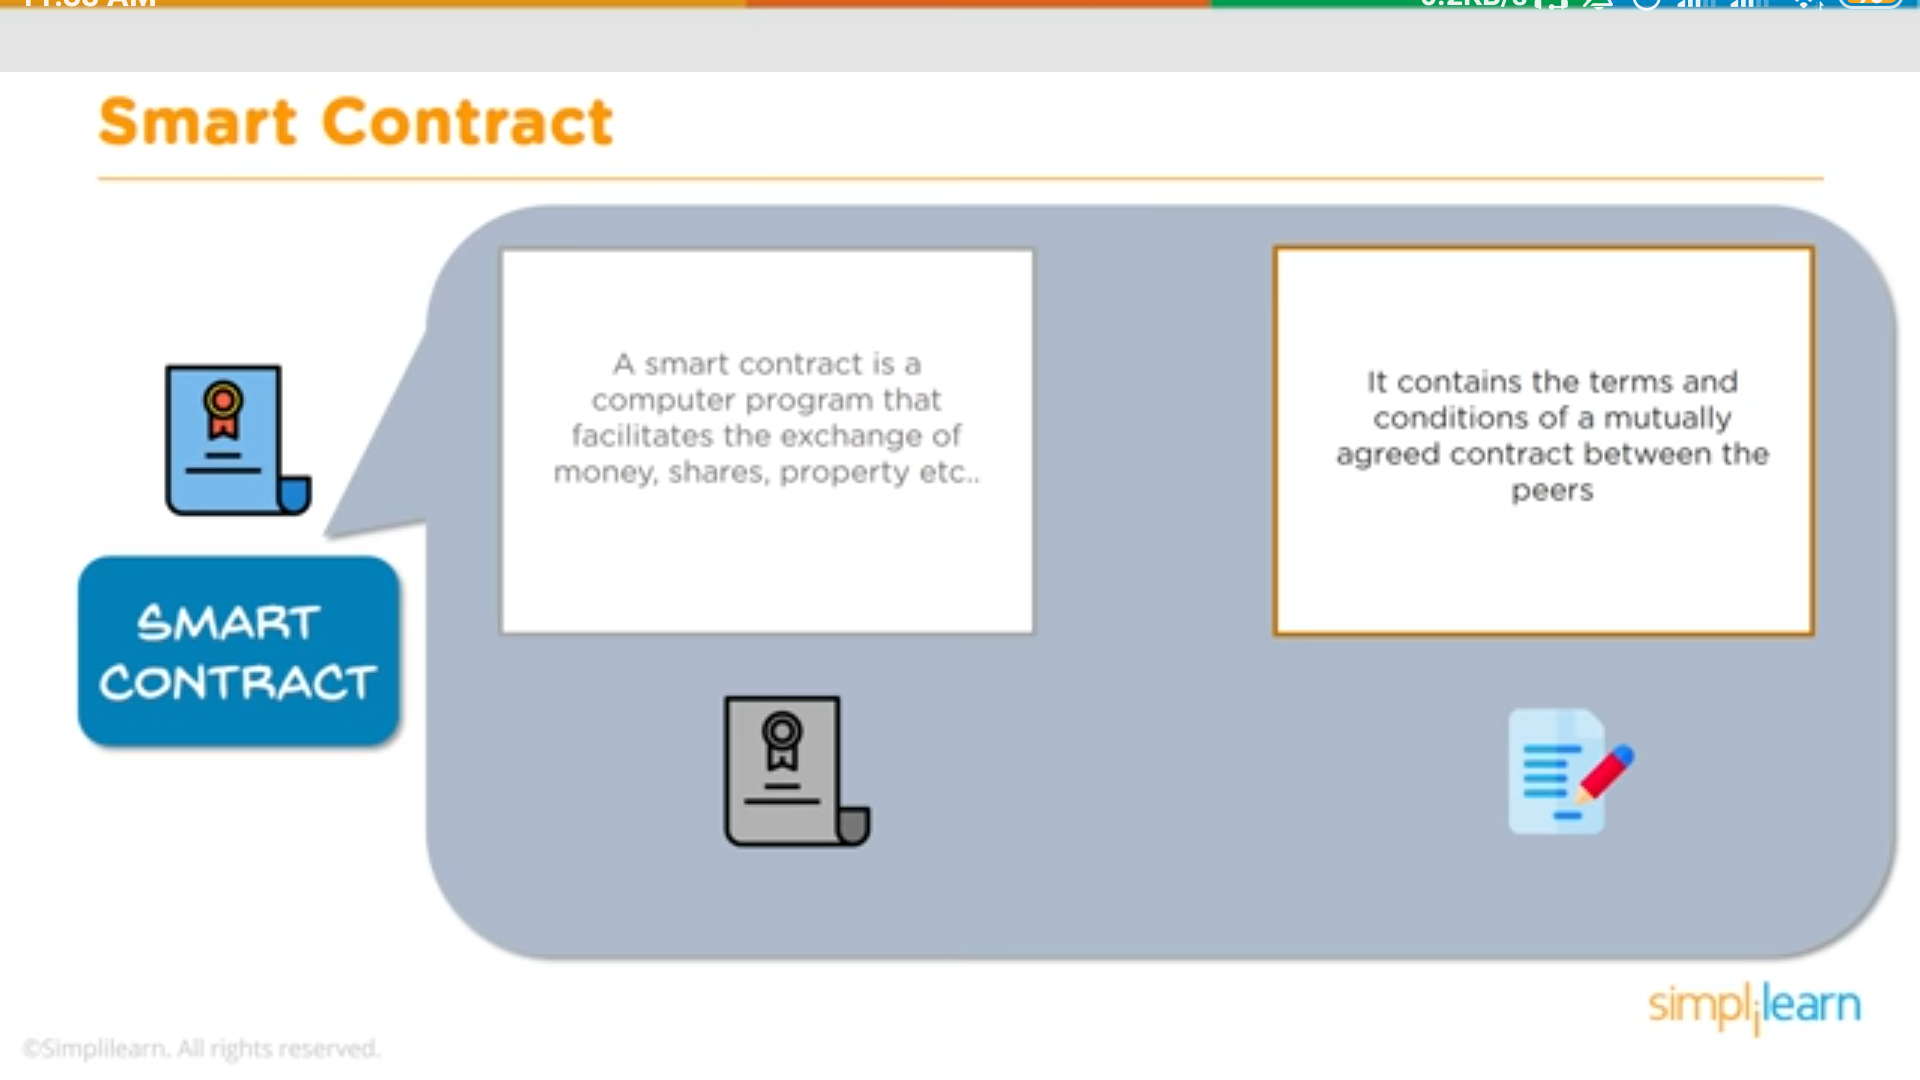 Smart Contract
A smart contract is a
computer program that
facilitates the exchange of
money, shares, property etc..
It contains the terms and
conditions of a mutually
agreed contract between the
peers
SMART
CONTRACT
simplilearn
©Simplilearn. All rights reserved.